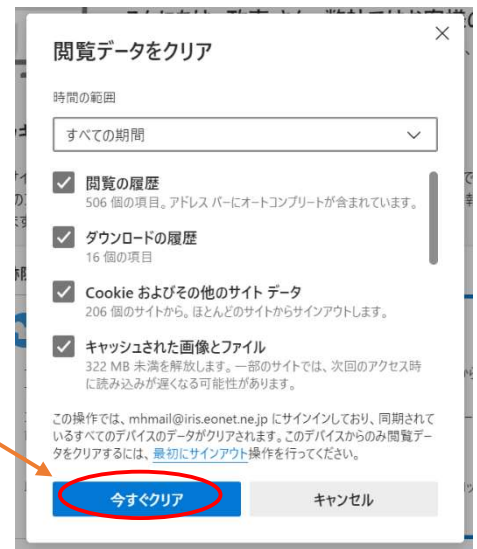 閲覧データをクリア
時間の範囲
すべての期間
閲覧の履歴
506 個の項目。アドレス バーにオートコンプリートが含まれています。
ダウンロードの履歴
16 個の項目
Cookie およびその他のサイト データ
206 個のサイトから。ほとんどのサイトからサインアウトします。
キャッシュされた画像とファイル
322 MB 未満を解放します。一部のサイトでは、次回のアクセス時
に読み込みが遅くなる可能性があります。
この操作では、mhmail@iris.eonet.ne.jp にサインインしており、同期されて
いるすべてのデバイスのデータがクリアされます。このデバイスからのみ閲覧デー
タをクリアするには、最初にサインアウト操作を行ってください。
今すぐクリア
キャンセル